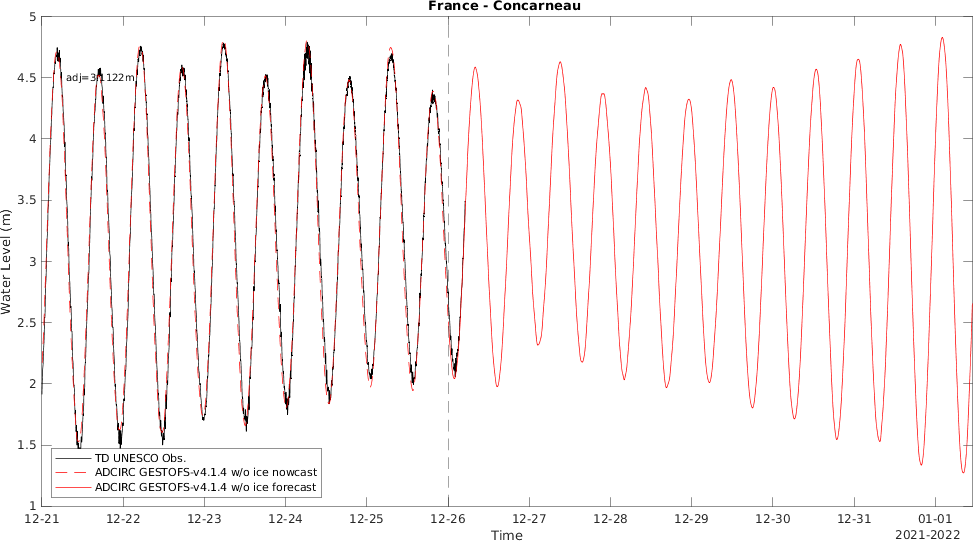 France - Concarneau
Water Level (m)
5
4.5
4
3.5
3
2.5
2
1.5
1
TD UNESCO Obs.
ADCIRC GESTOFS-v4.1.4 w/o ice nowcast
ADCIRC GESTOFS-v4.1.4 w/o ice forecast
12-21 12-22 12-23 12-24 12-25 12-26 12-27 12-28 12-29 12-30 12-31 01-01
Time
2021-2022